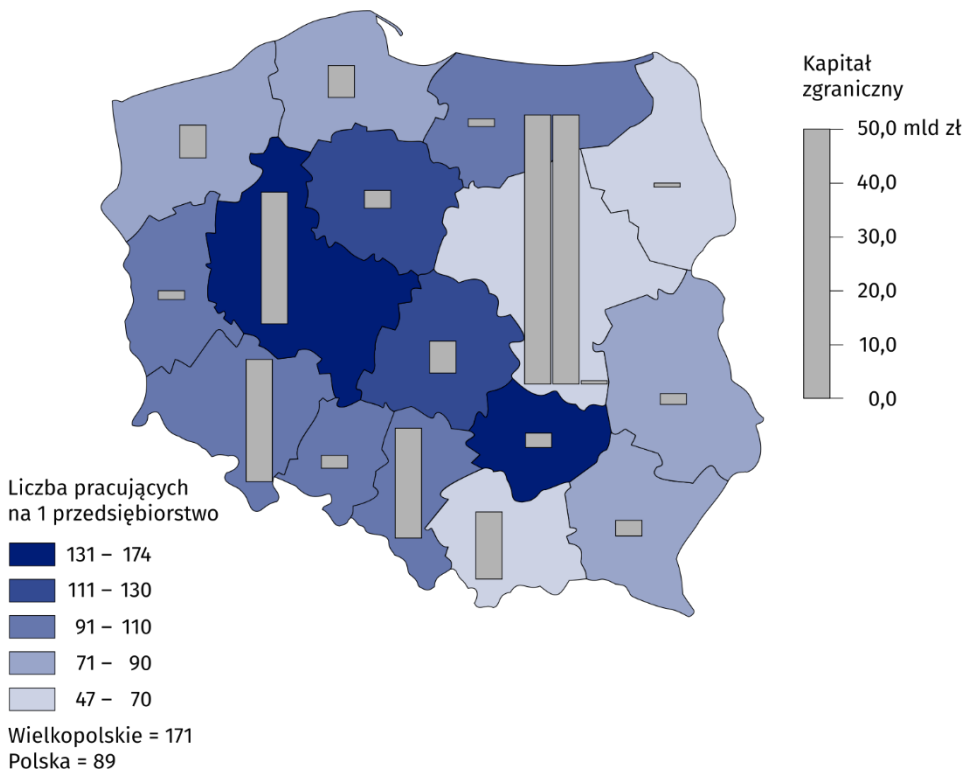 Kapitał
zgraniczny
50,0 mld zł
40,0
30,0
20,0
10,0
0,0
Liczba pracujących
na 1 przedsiębiorstwo
131 – 174
111 – 130
91 – 110
71 – 90
47 – 70
Wielkopolskie = 171
Polska = 89